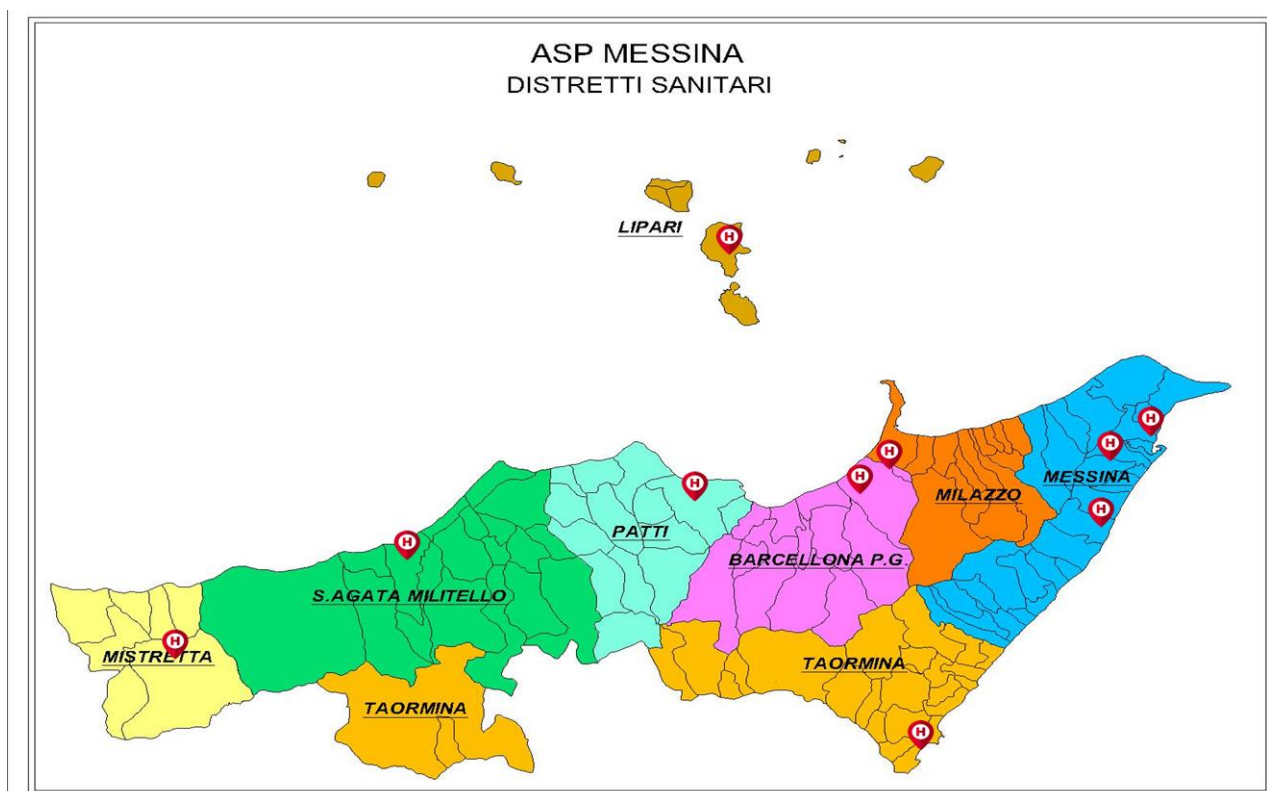 ASP MESSINA
DISTRETTI SANITARI
LIPARI
H
H
H
MESSINA
H
H
H
MILAZZO
H
H
PATTI
BARCELLONA P.G.
H
S.AGATA MILITELLO
H
MISTRETTA
TAORMINA
TAORMINA
H